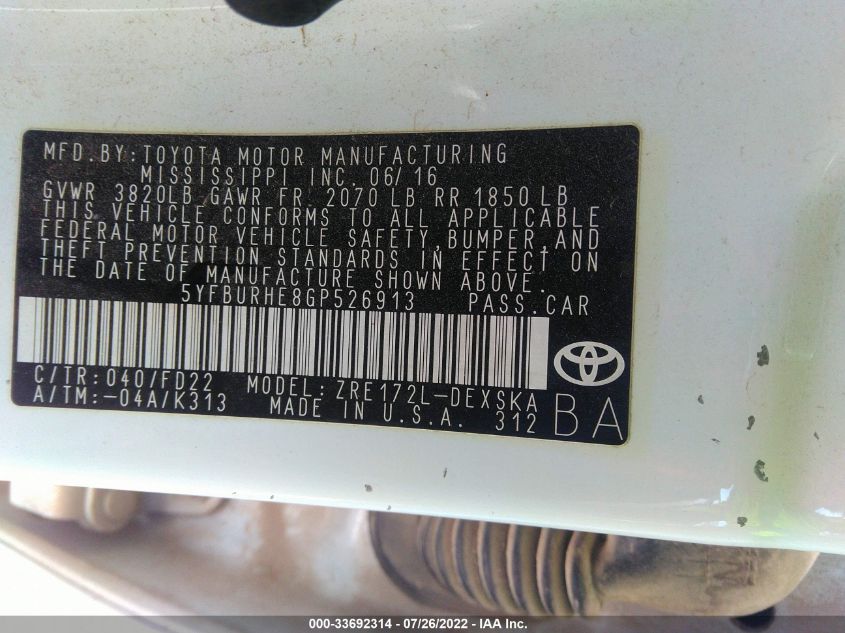 MFD.BY:TOYOTA MOTOR MANUFACTURING
MISSISSIPPI INC. 06/16
GVWR 3820LB GAWR FR. 2070 LB RR 1850 LB
THIS VEHICLE CONFORMS TO ALL APPLICABLE
FEDERAL MOTOR VEHICLE SAFETY,BUMPER,AND
THEFT PREVENTION STANDARDS IN EFFECT ON
THE DATE OF MANUFACTURE SHOWN ABOVE.
5YFBURHE8GP526913 PASS.CAR
C/TR:040/FD22 MODEL:ZRE172L-DEXSKA
A/TM:-04A/K313 MADE IN U.S.A. 312
BA
000-33692314 / 07/26/2022 / IAA Inc.